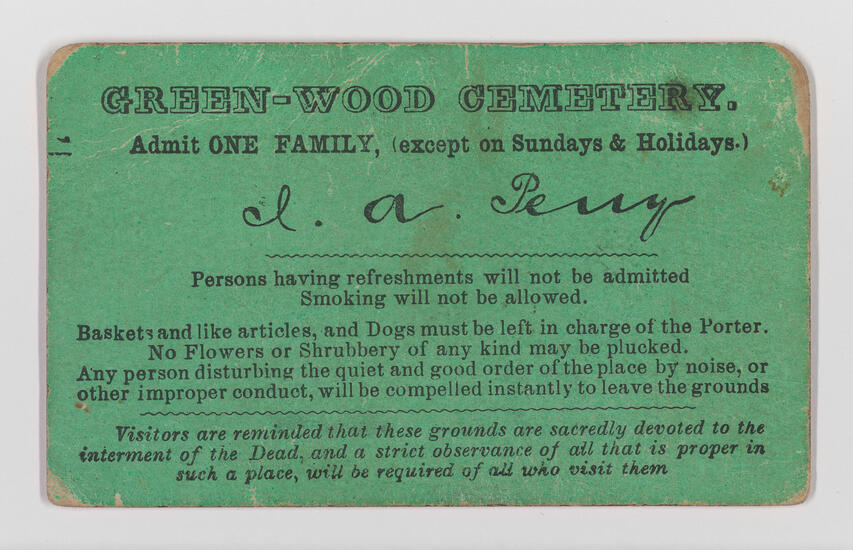 GREEN-WOOD CEMETERY.
Admit ONE FAMILY, (except on Sundays & Holidays.)
J. A. Perry
Persons having refreshments will not be admitted
Smoking will not be allowed.
Baskets and like articles, and Dogs must be left in charge of the Porter.
No Flowers or Shrubbery of any kind may be plucked.
Any person disturbing the quiet and good order of the place by noise, or
other improper conduct, will be compelled instantly to leave the grounds
Visitors are reminded that these grounds are sacredly devoted to the
interment of the Dead, and a strict observance of all that is proper in
such a place, will be required of all who visit them